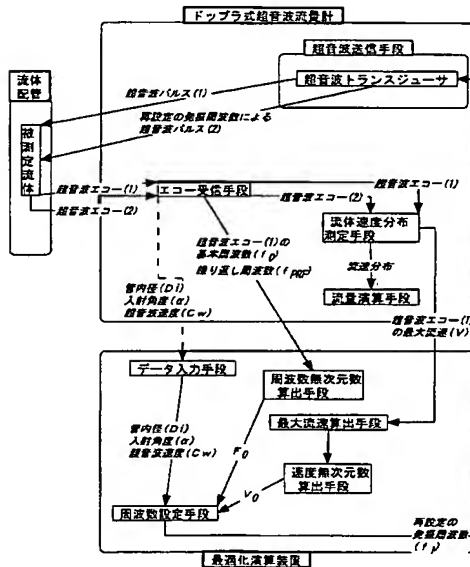 ドップラ式超音波流量計
超音波送信手段
超音波トランスジューサ
流体
配管
超音波パルス(1)
再設定の発振周波数による
超音波パルス(2)
被測定流体
超音波エコー(1)
超音波エコー(2)
エコー受信手段
超音波エコー(1)
超音波エコー(2)
流体速度分布
測定手段
流速分布
流量演算手段
超音波エコー(1)の
基本周波数(f0)
繰り返し周波数(fPRF)
管内径(Di)
入射角度(α)
超音波速度(Cw)
超音波エコー(1)
の最大流速(V)
データ入力手段
周波数無次元数
算出手段
最大流速算出手段
管内径(Di)
入射角度(α)
超音波速度(Cw)
F0
速度無次元数
算出手段
V0
周波数設定手段
再設定の
発振周波数
(f1)
最適化演算装置